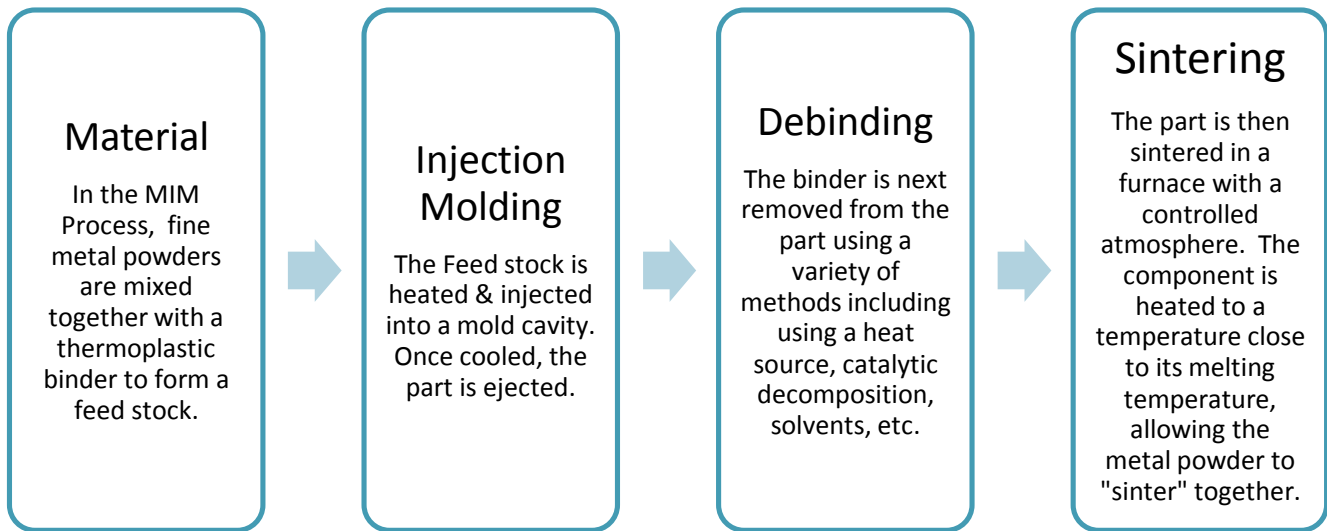 Material
In the MIM
Process, fine
metal powders
are mixed
together with a
thermoplastic
binder to form a
feed stock.
Injection
Molding
The Feed stock is
heated & injected
into a mold cavity.
Once cooled, the
part is ejected.
Debinding
The binder is next
removed from the
part using a
variety of
methods including
using a heat
source, catalytic
decomposition,
solvents, etc.
Sintering
The part is then
sintered in a
furnace with a
controlled
atmosphere. The
component is
heated to a
temperature close
to its melting
temperature,
allowing the
metal powder to
"sinter" together.